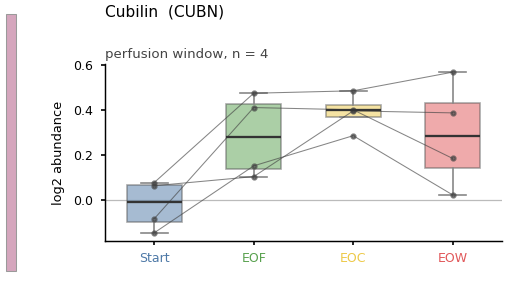 Cubilin  (CUBN)
perfusion window, n = 4
log2 abundance
0.6
0.4
0.2
0.0
Start
EOF
EOC
EOW